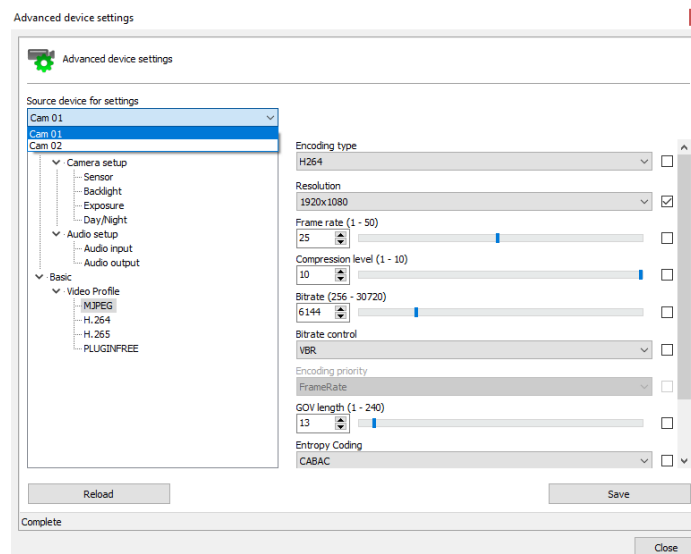 Advanced device settings
Advanced device settings
Source device for settings
Cam 01
Cam 01
Cam 02
Camera setup
Sensor
Backlight
Exposure
Day/Night
Audio setup
Audio input
Audio output
Basic
Video Profile
MJPEG
H.264
H.265
PLUGINFREE
Encoding type
H264
Resolution
1920x1080
Frame rate (1 - 50)
25
Compression level (1 - 10)
10
Bitrate (256 - 30720)
6144
Bitrate control
VBR
Encoding priority
FrameRate
GOV length (1 - 240)
13
Entropy Coding
CABAC
Reload
Save
Complete
Close